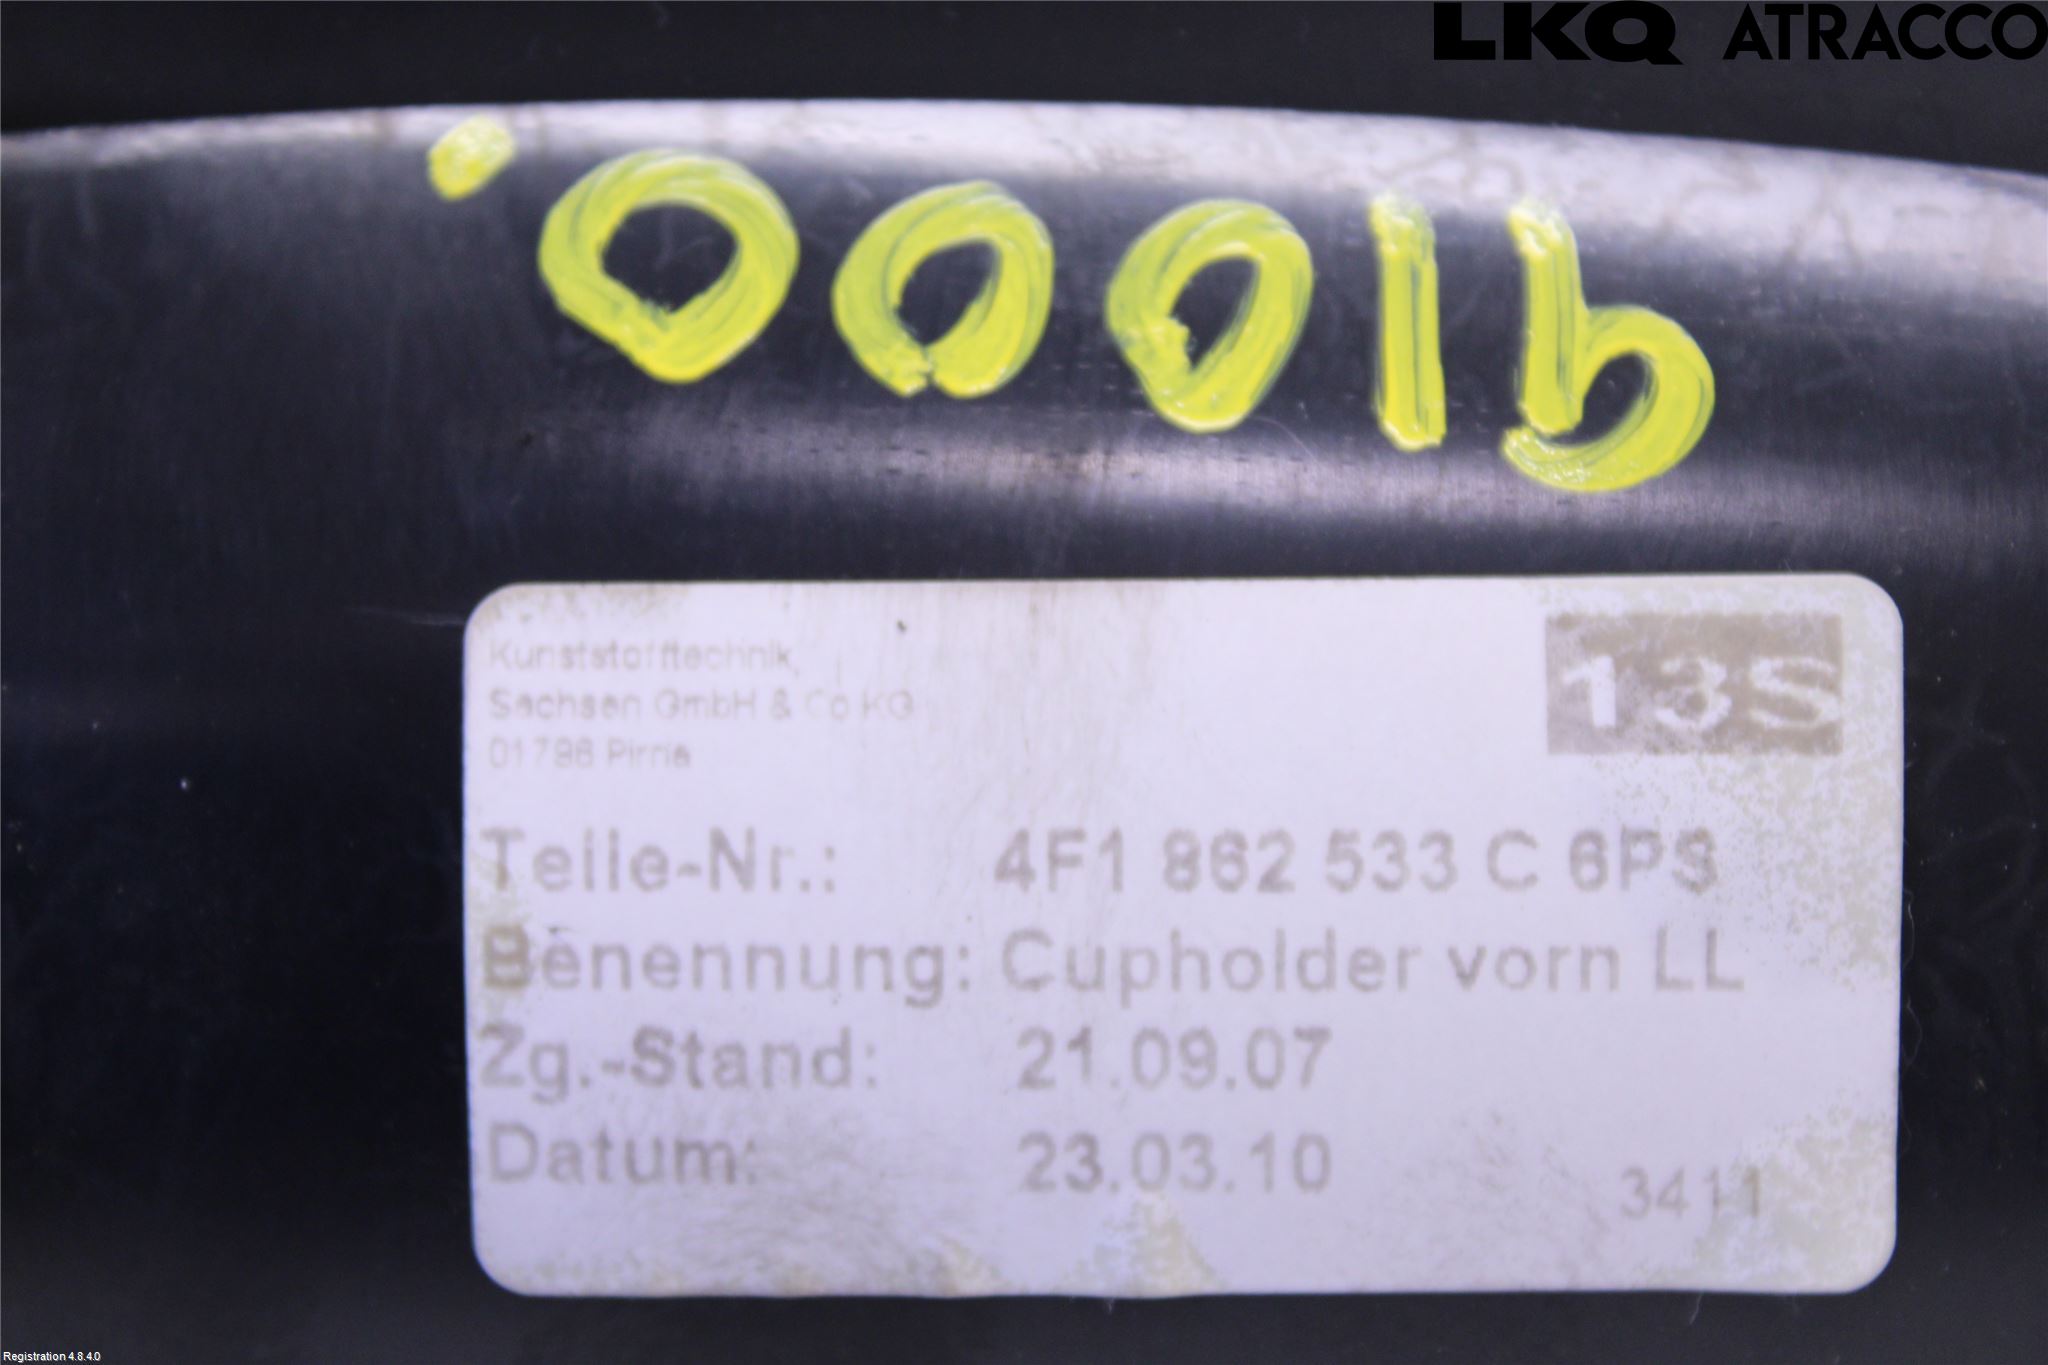 LKQ ATRACCO
91000.
Kunststofftechnik
Sachsen GmbH & Co KG
01796 Pirna
13S
Teile-Nr.: 4F1 862 533 C 6PS
Benennung: Cupholder vorn LL
Zg.-Stand: 21.09.07
Datum: 23.03.10
3411
Registration 4.8.4.0